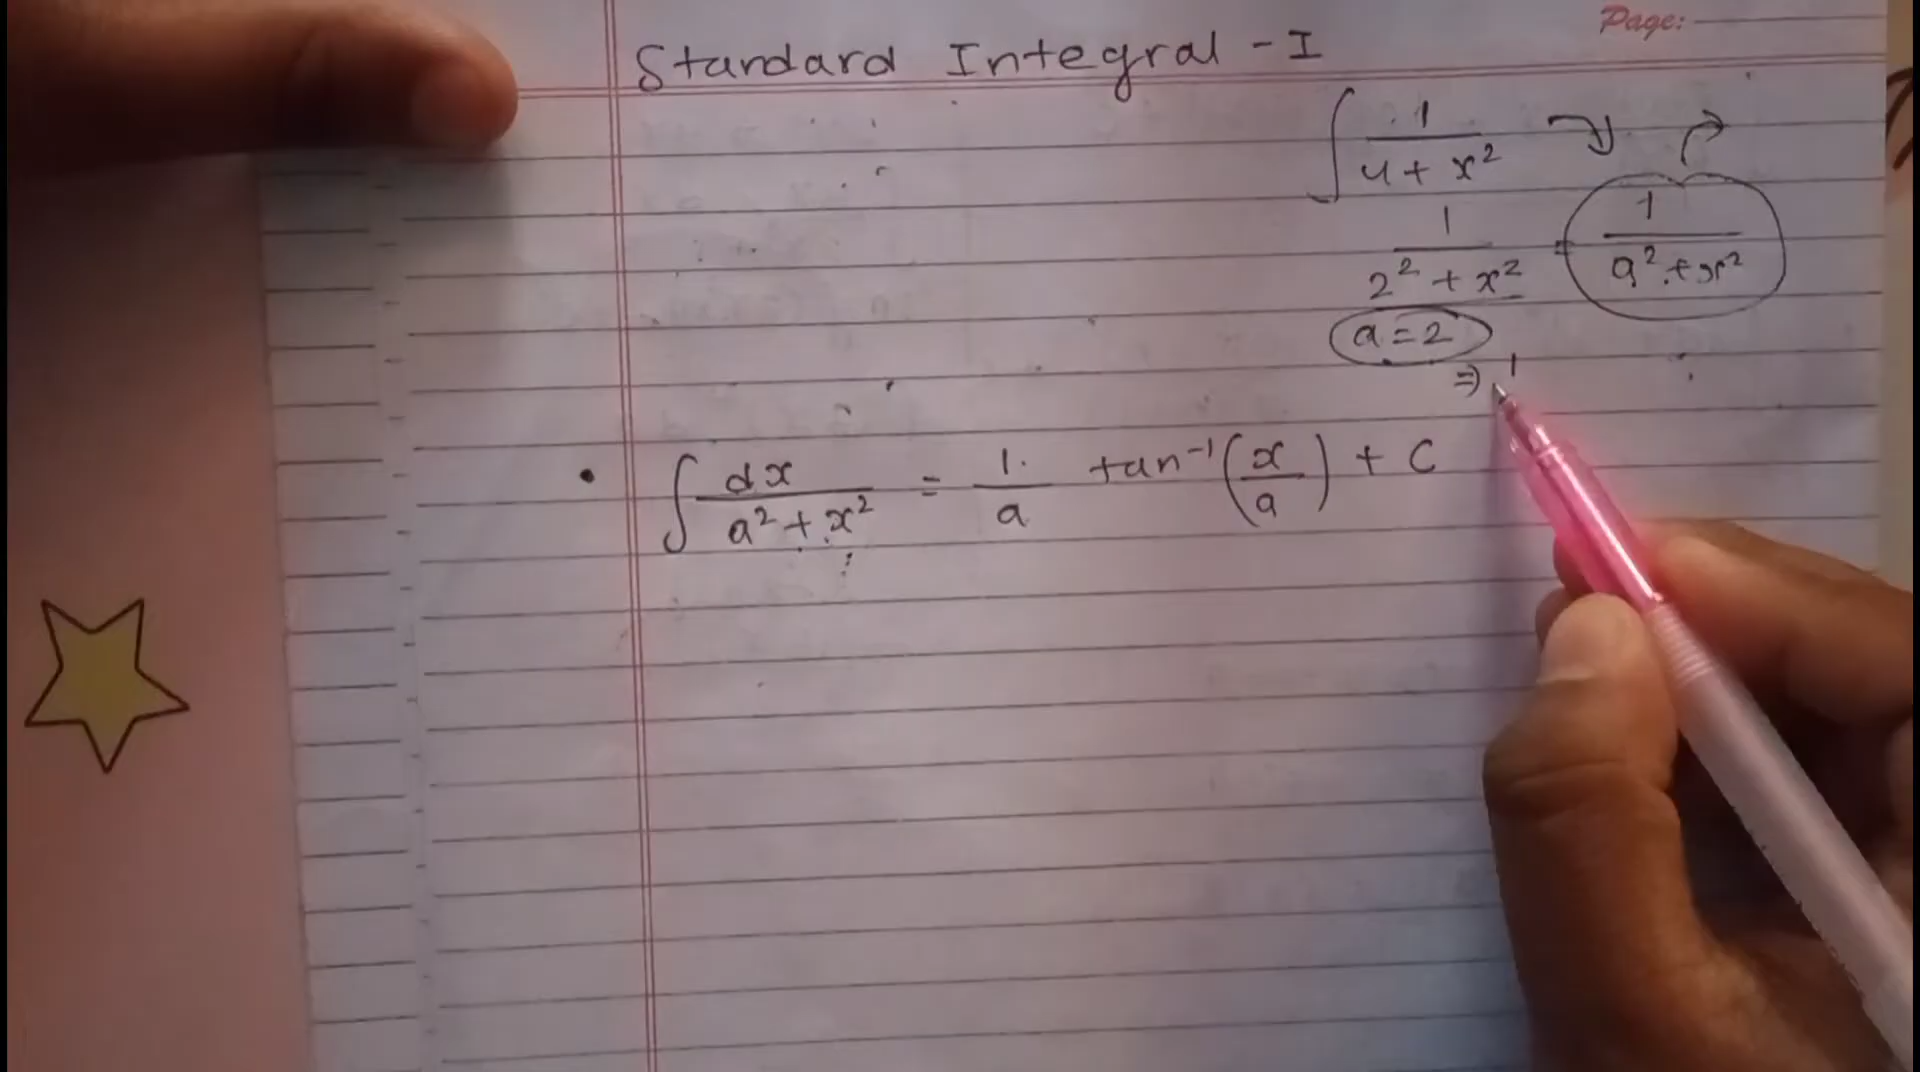 Page:
Standard Integral - I
∫ 1/(4 + x²)
1/(2² + x²) = 1/(a² + x²)
a = 2
⇒ 1
• ∫ dx/(a² + x²) = 1/a tan⁻¹(x/a) + C